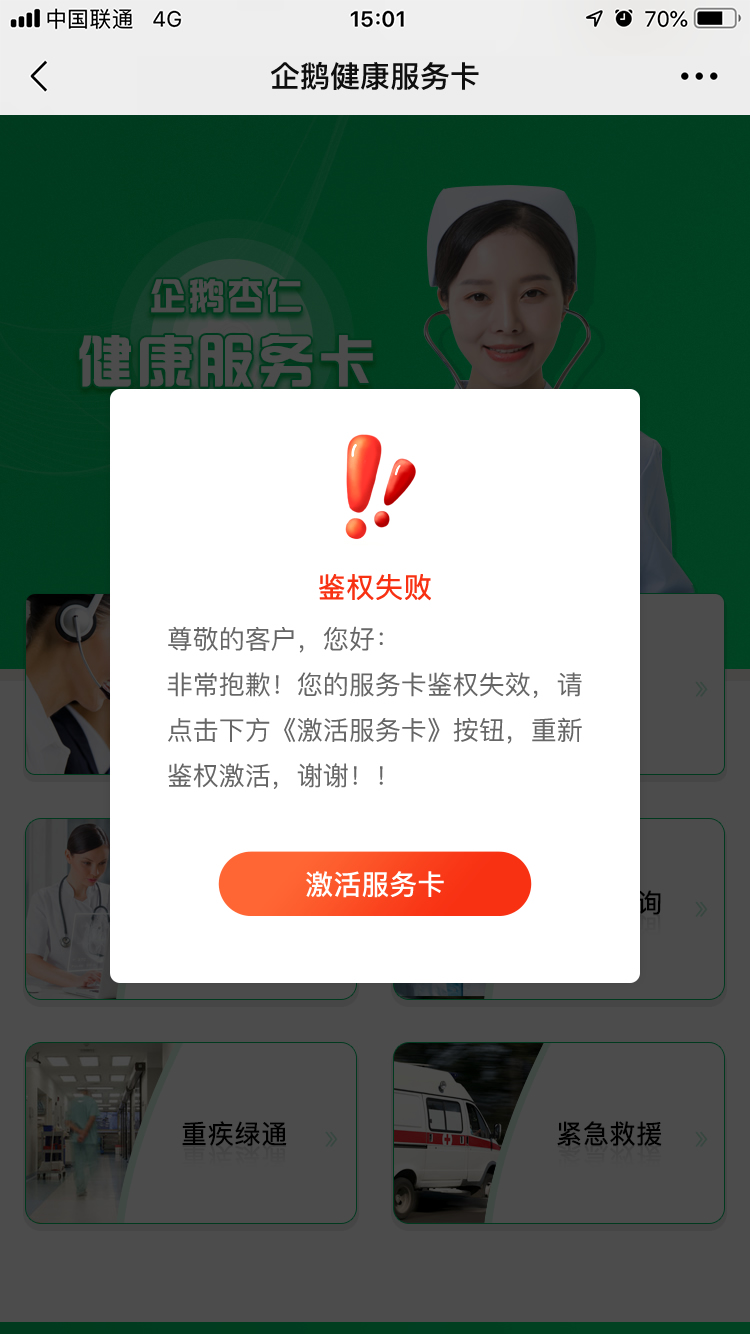 中国联通 4G 15:01 70%
企鹅健康服务卡
企鹅杏仁
健康服务卡
鉴权失败
尊敬的客户，您好：
非常抱歉！您的服务卡鉴权失效，请
点击下方《激活服务卡》按钮，重新
鉴权激活，谢谢！！
激活服务卡
询
重疾绿通
紧急救援